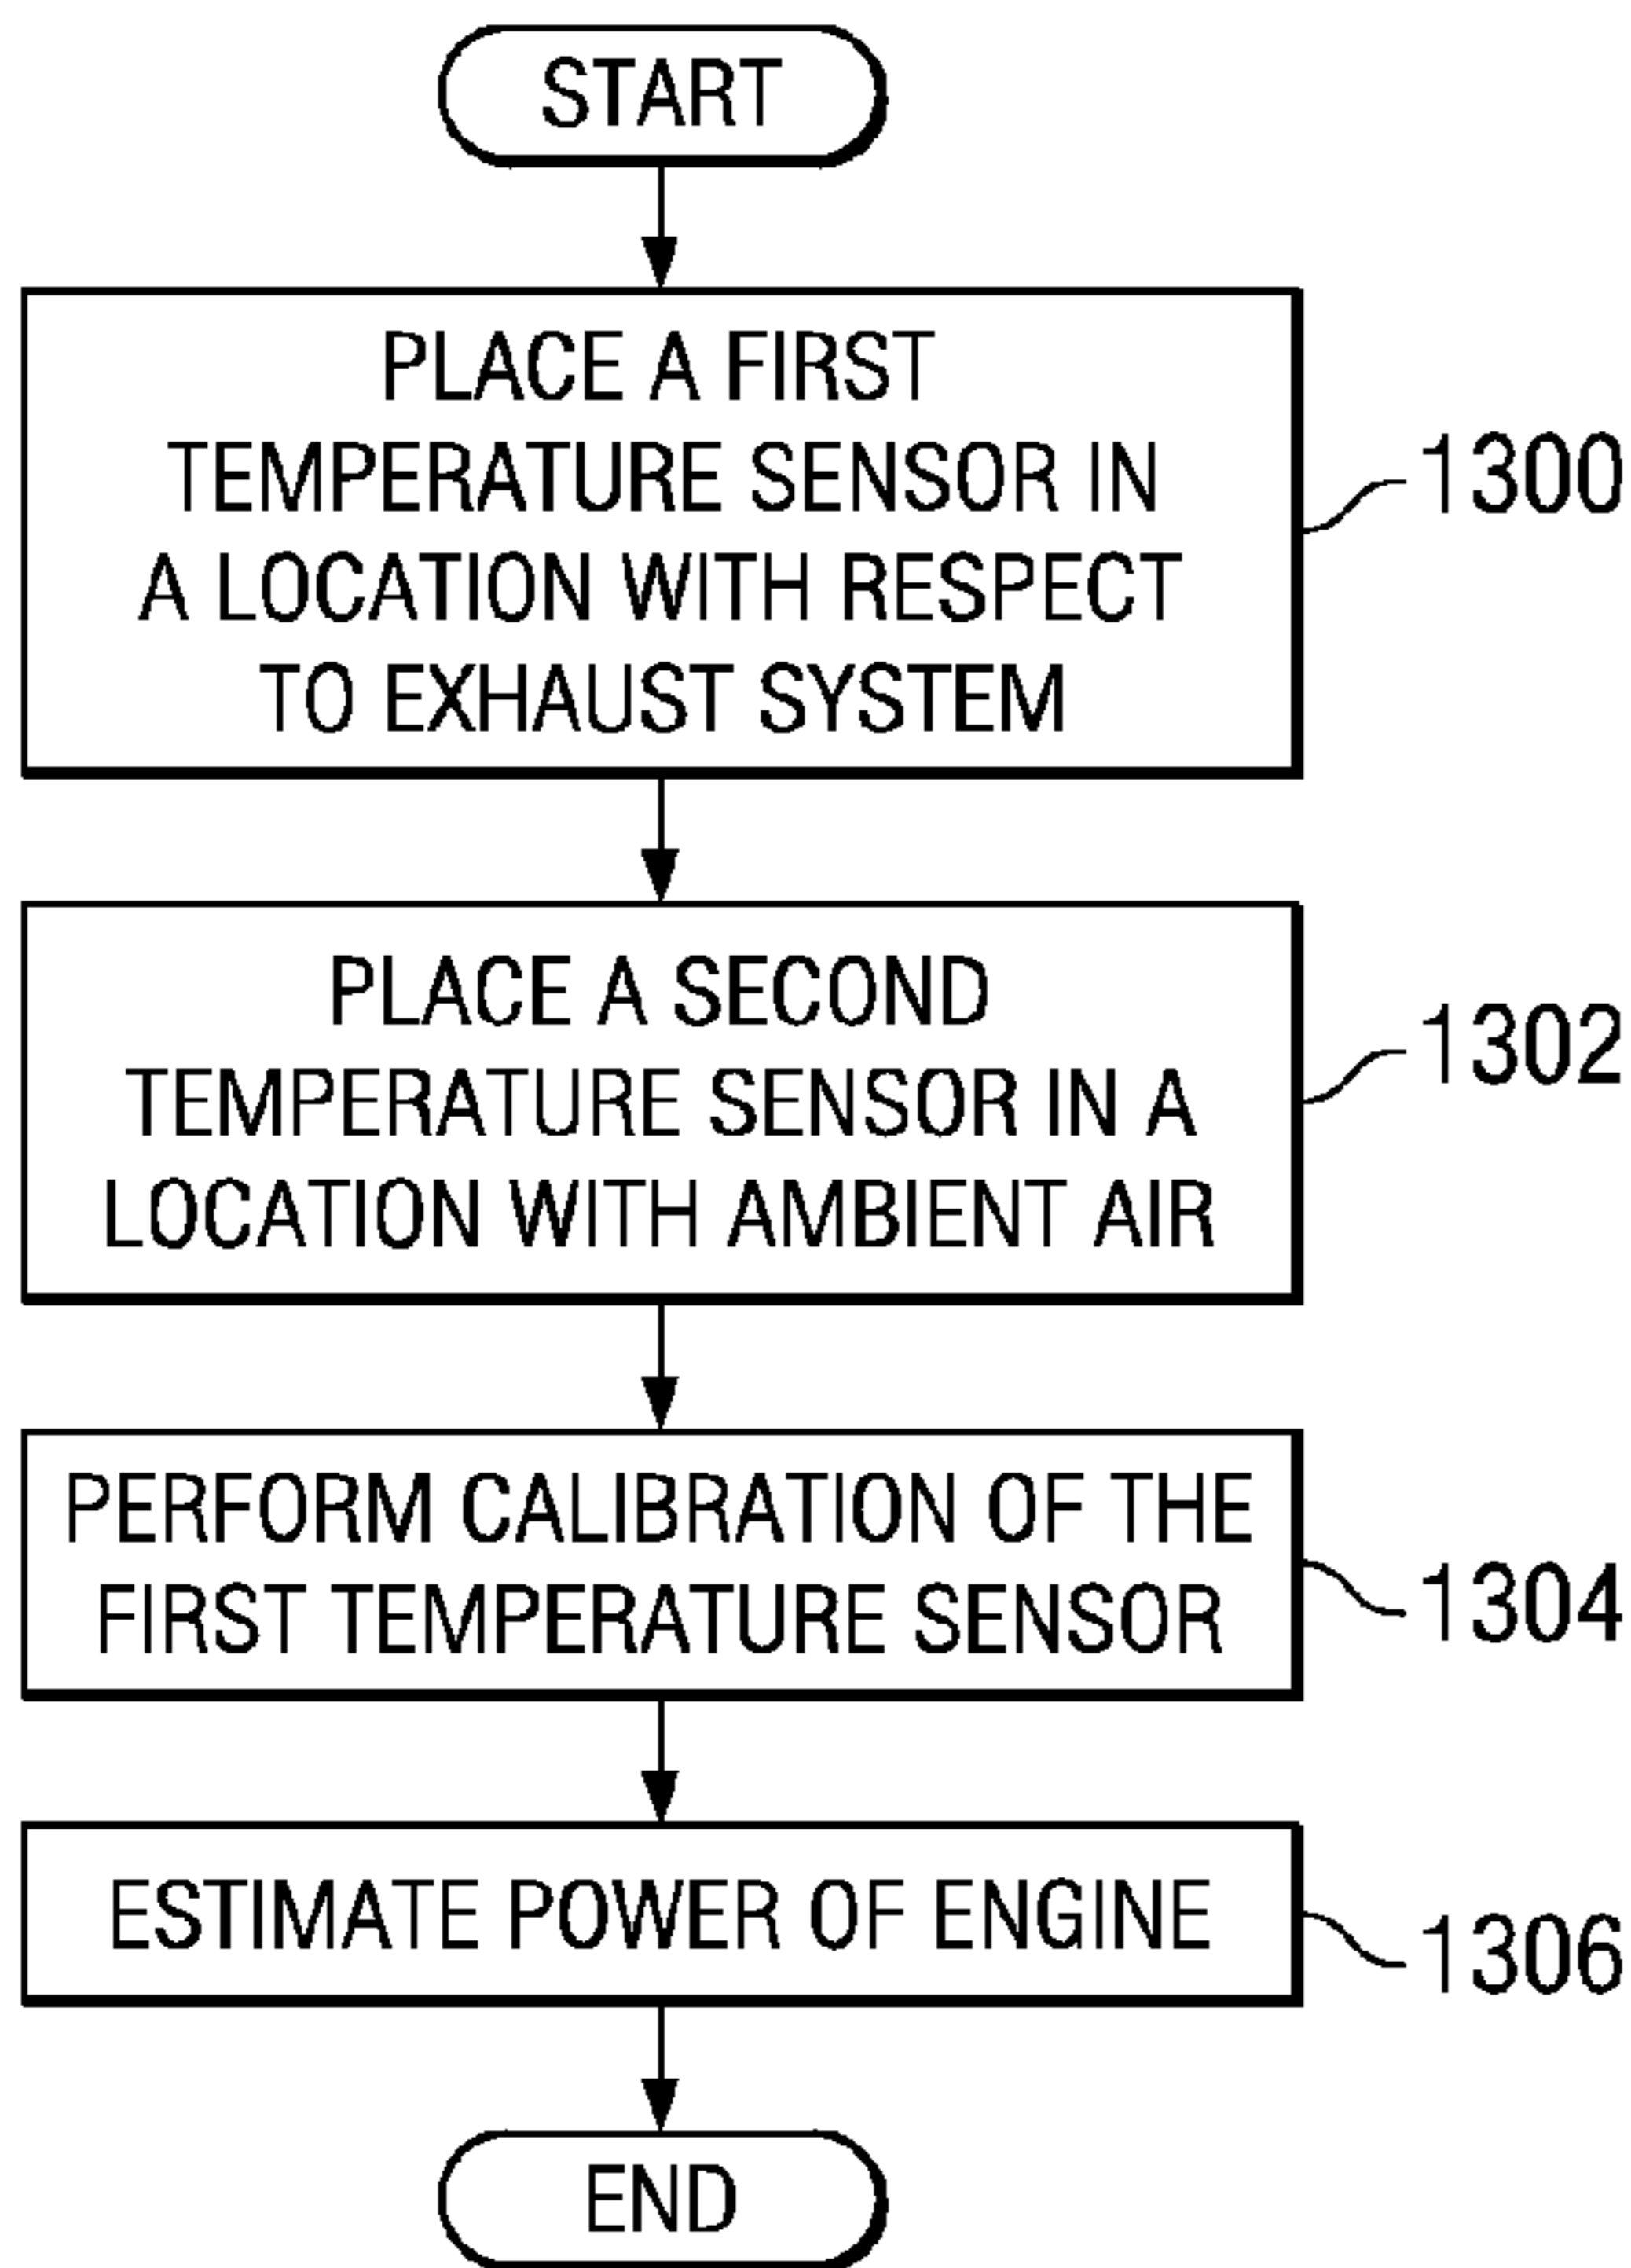 START
PLACE A FIRST
TEMPERATURE SENSOR IN
A LOCATION WITH RESPECT
TO EXHAUST SYSTEM
1300
PLACE A SECOND
TEMPERATURE SENSOR IN A
LOCATION WITH AMBIENT AIR
1302
PERFORM CALIBRATION OF THE
FIRST TEMPERATURE SENSOR
1304
ESTIMATE POWER OF ENGINE
1306
END